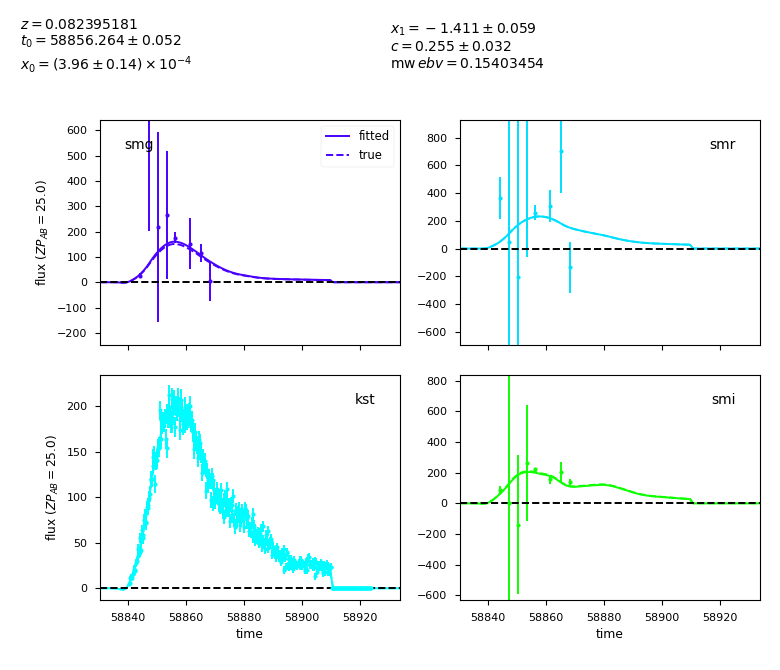 z = 0.082395181
t₀ = 58856.264 ± 0.052
x₀ = (3.96 ± 0.14) × 10⁻⁴
x₁ = −1.411 ± 0.059
c = 0.255 ± 0.032
mwebv = 0.15403454
600
500
400
300
200
100
0
−100
−200
flux (ZP_AB = 25.0)
smg
fitted
true
800
600
400
200
0
−200
−400
−600
smr
200
150
100
50
0
flux (ZP_AB = 25.0)
kst
58840
58860
58880
58900
58920
time
800
600
400
200
0
−200
−400
−600
smi
58840
58860
58880
58900
58920
time